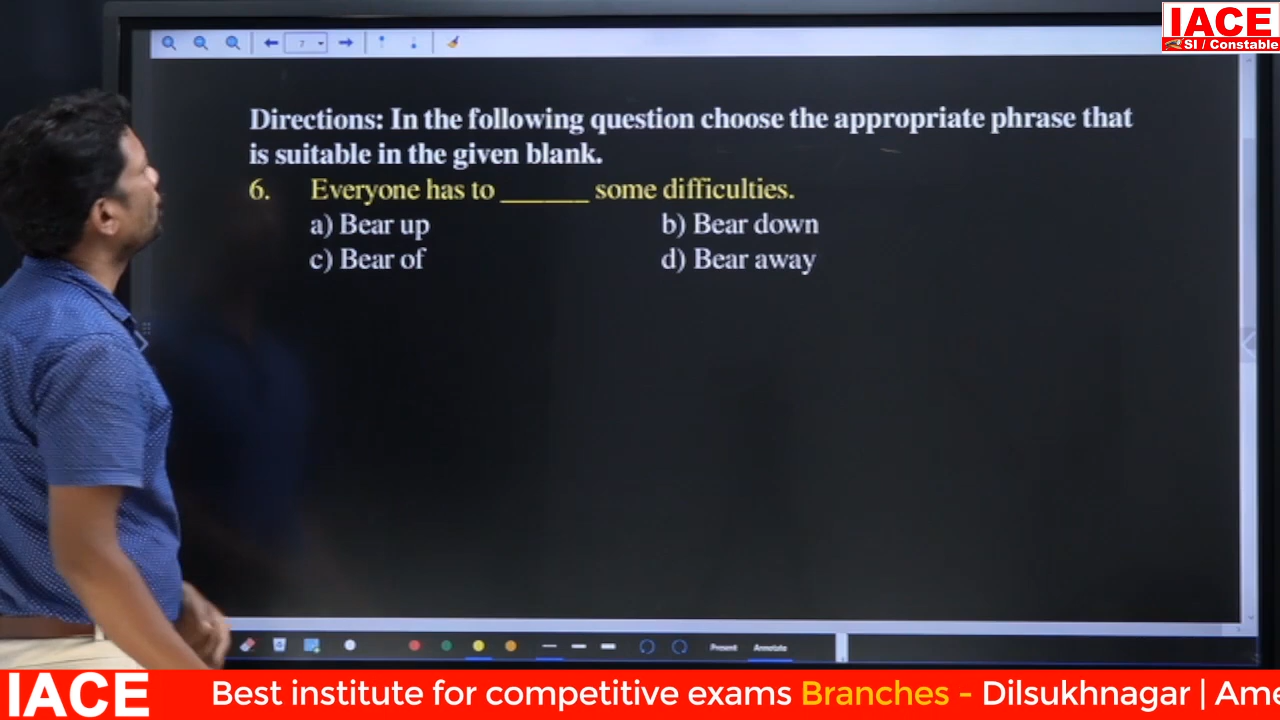 IACE
SI / Constable
7
Directions: In the following question choose the appropriate phrase that
is suitable in the given blank.
6. Everyone has to ______ some difficulties.
a) Bear up b) Bear down
c) Bear of d) Bear away
Present Annotate
IACE Best institute for competitive exams Branches - Dilsukhnagar | Ame